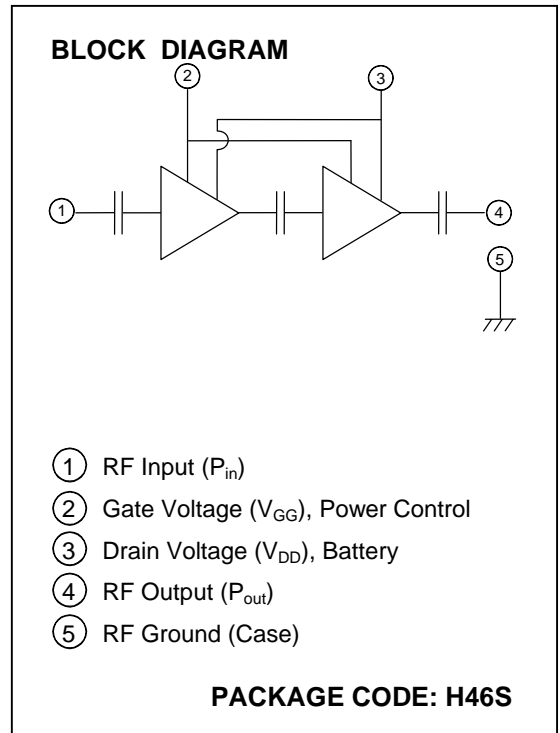 BLOCK DIAGRAM
2
3
1
4
5
1 RF Input (Pin)
2 Gate Voltage (VGG), Power Control
3 Drain Voltage (VDD), Battery
4 RF Output (Pout)
5 RF Ground (Case)
PACKAGE CODE: H46S